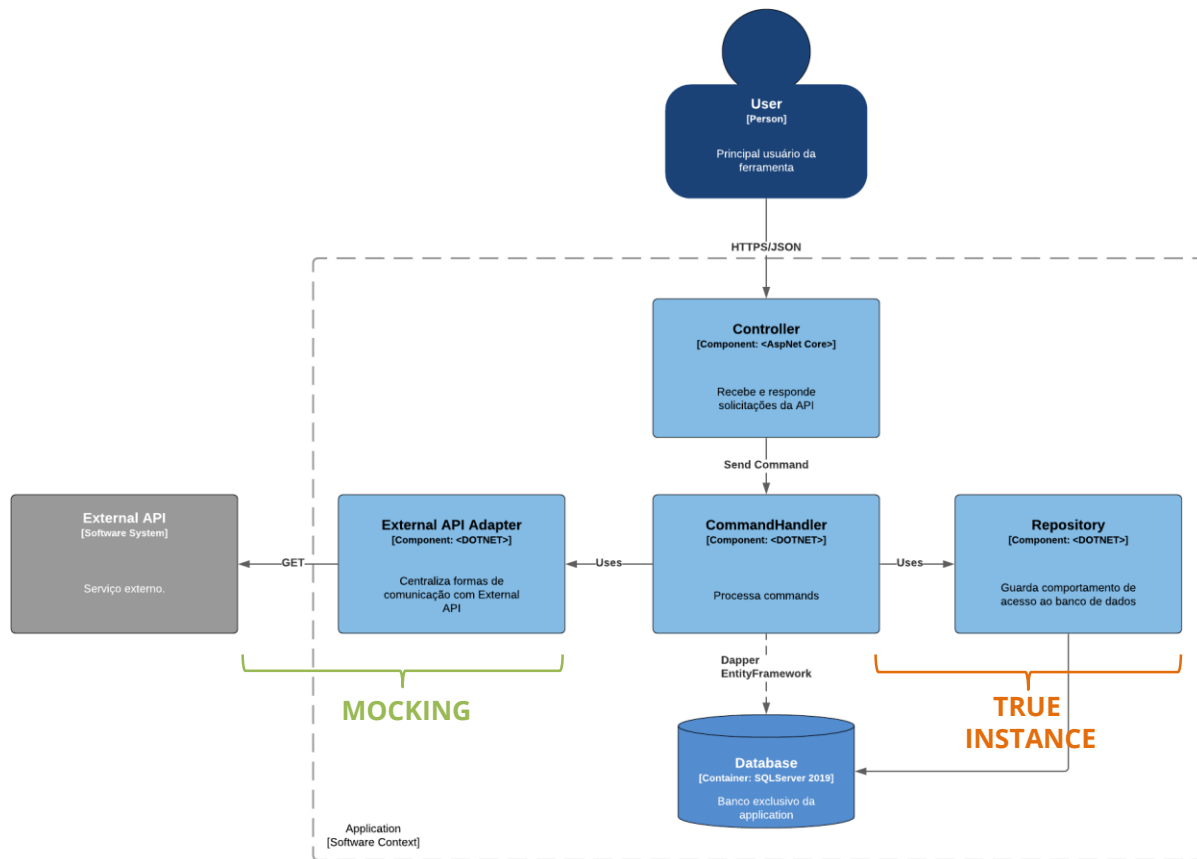 User
[Person]
Principal usuário da
ferramenta
HTTPS/JSON
Controller
[Component: <AspNet Core>]
Recebe e responde
solicitações da API
Send Command
External API
[Software System]
Serviço externo.
GET
External API Adapter
[Component: <DOTNET>]
Centraliza formas de
comunicação com External
API
Uses
CommandHandler
[Component: <DOTNET>]
Processa commands
Uses
Repository
[Component: <DOTNET>]
Guarda comportamento de
acesso ao banco de dados
MOCKING
Dapper
EntityFramework
TRUE
INSTANCE
Database
[Container: SQLServer 2019]
Banco exclusivo da
application
Application
[Software Context]